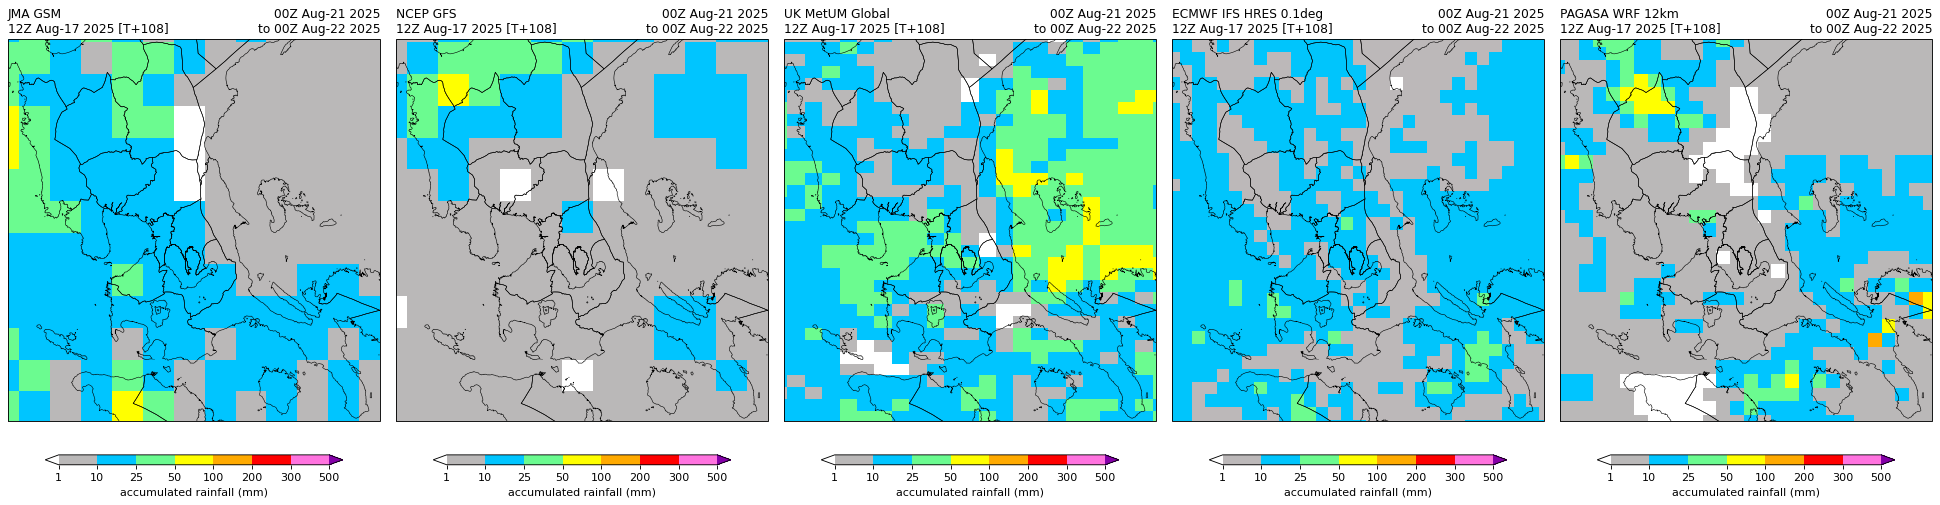 JMA GSM 00Z Aug-21 2025
12Z Aug-17 2025 [T+108] to 00Z Aug-22 2025
1 10 25 50 100 200 300 500
accumulated rainfall (mm)
NCEP GFS 00Z Aug-21 2025
12Z Aug-17 2025 [T+108] to 00Z Aug-22 2025
1 10 25 50 100 200 300 500
accumulated rainfall (mm)
UK MetUM Global 00Z Aug-21 2025
12Z Aug-17 2025 [T+108] to 00Z Aug-22 2025
1 10 25 50 100 200 300 500
accumulated rainfall (mm)
ECMWF IFS HRES 0.1deg 00Z Aug-21 2025
12Z Aug-17 2025 [T+108] to 00Z Aug-22 2025
1 10 25 50 100 200 300 500
accumulated rainfall (mm)
PAGASA WRF 12km 00Z Aug-21 2025
12Z Aug-17 2025 [T+108] to 00Z Aug-22 2025
1 10 25 50 100 200 300 500
accumulated rainfall (mm)